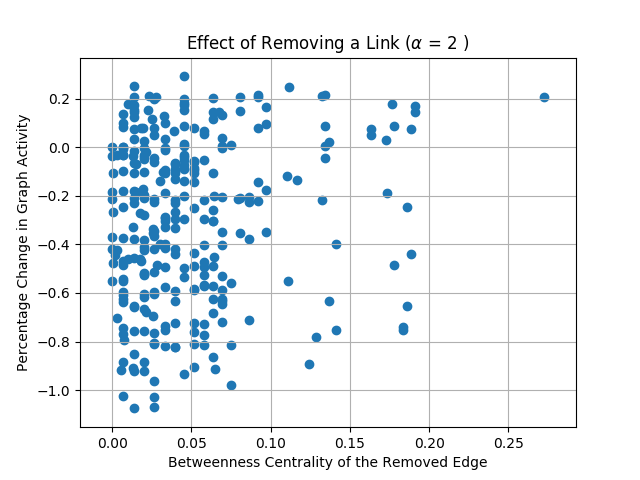 Effect of Removing a Link (α = 2 )
Percentage Change in Graph Activity
0.2
0.0
−0.2
−0.4
−0.6
−0.8
−1.0
0.00 0.05 0.10 0.15 0.20 0.25
Betweenness Centrality of the Removed Edge